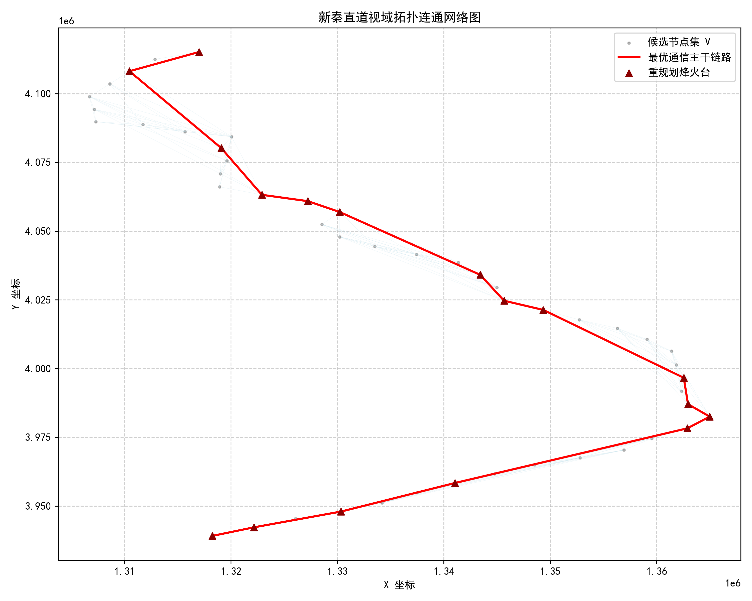 新秦直道视域拓扑连通网络图
1e6
候选节点集 V
最优通信主干链路
重规划烽火台
4.100
4.075
4.050
4.025
4.000
3.975
3.950
Y 坐标
1.31
1.32
1.33
1.34
1.35
1.36
1e6
X 坐标